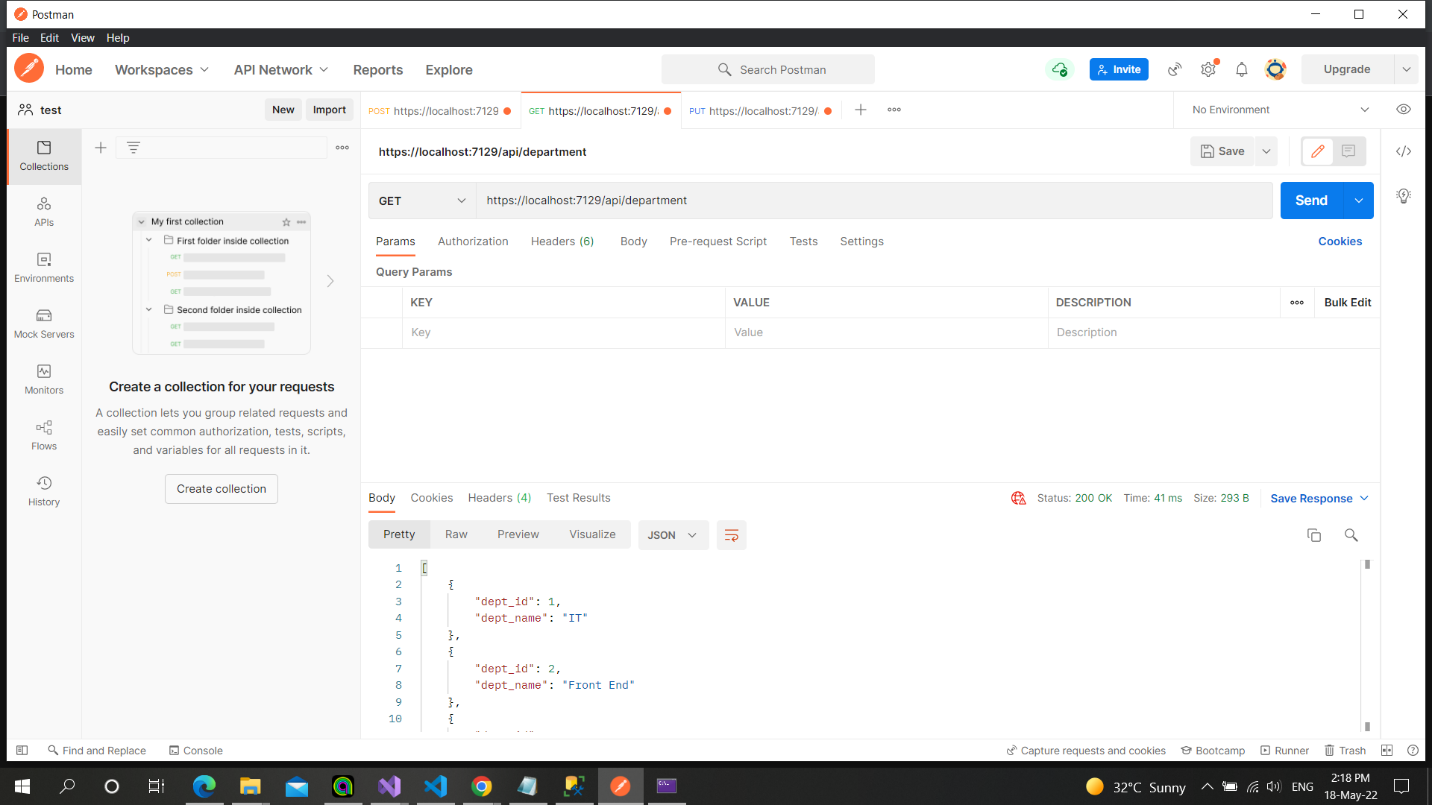 Postman
File Edit View Help
Home Workspaces API Network Reports Explore Search Postman Invite Upgrade
test New Import POST https://localhost:7129 GET https://localhost:7129/. PUT https://localhost:7129/ No Environment
Collections
APIs
Environments
Mock Servers
Monitors
Flows
History
My first collection
First folder inside collection
GET
POST
GET
Second folder inside collection
GET
GET
Create a collection for your requests
A collection lets you group related requests and
easily set common authorization, tests, scripts,
and variables for all requests in it.
Create collection
https://localhost:7129/api/department Save
GET https://localhost:7129/api/department Send
Params Authorization Headers (6) Body Pre-request Script Tests Settings Cookies
Query Params
KEY VALUE DESCRIPTION Bulk Edit
Key Value Description
Body Cookies Headers (4) Test Results Status: 200 OK Time: 41 ms Size: 293 B Save Response
Pretty Raw Preview Visualize JSON
1 [
2 {
3 "dept_id": 1,
4 "dept_name": "IT"
5 },
6 {
7 "dept_id": 2,
8 "dept_name": "Front End"
9 },
10 {
Find and Replace Console Capture requests and cookies Bootcamp Runner Trash
32°C Sunny ENG 2:18 PM
18-May-22